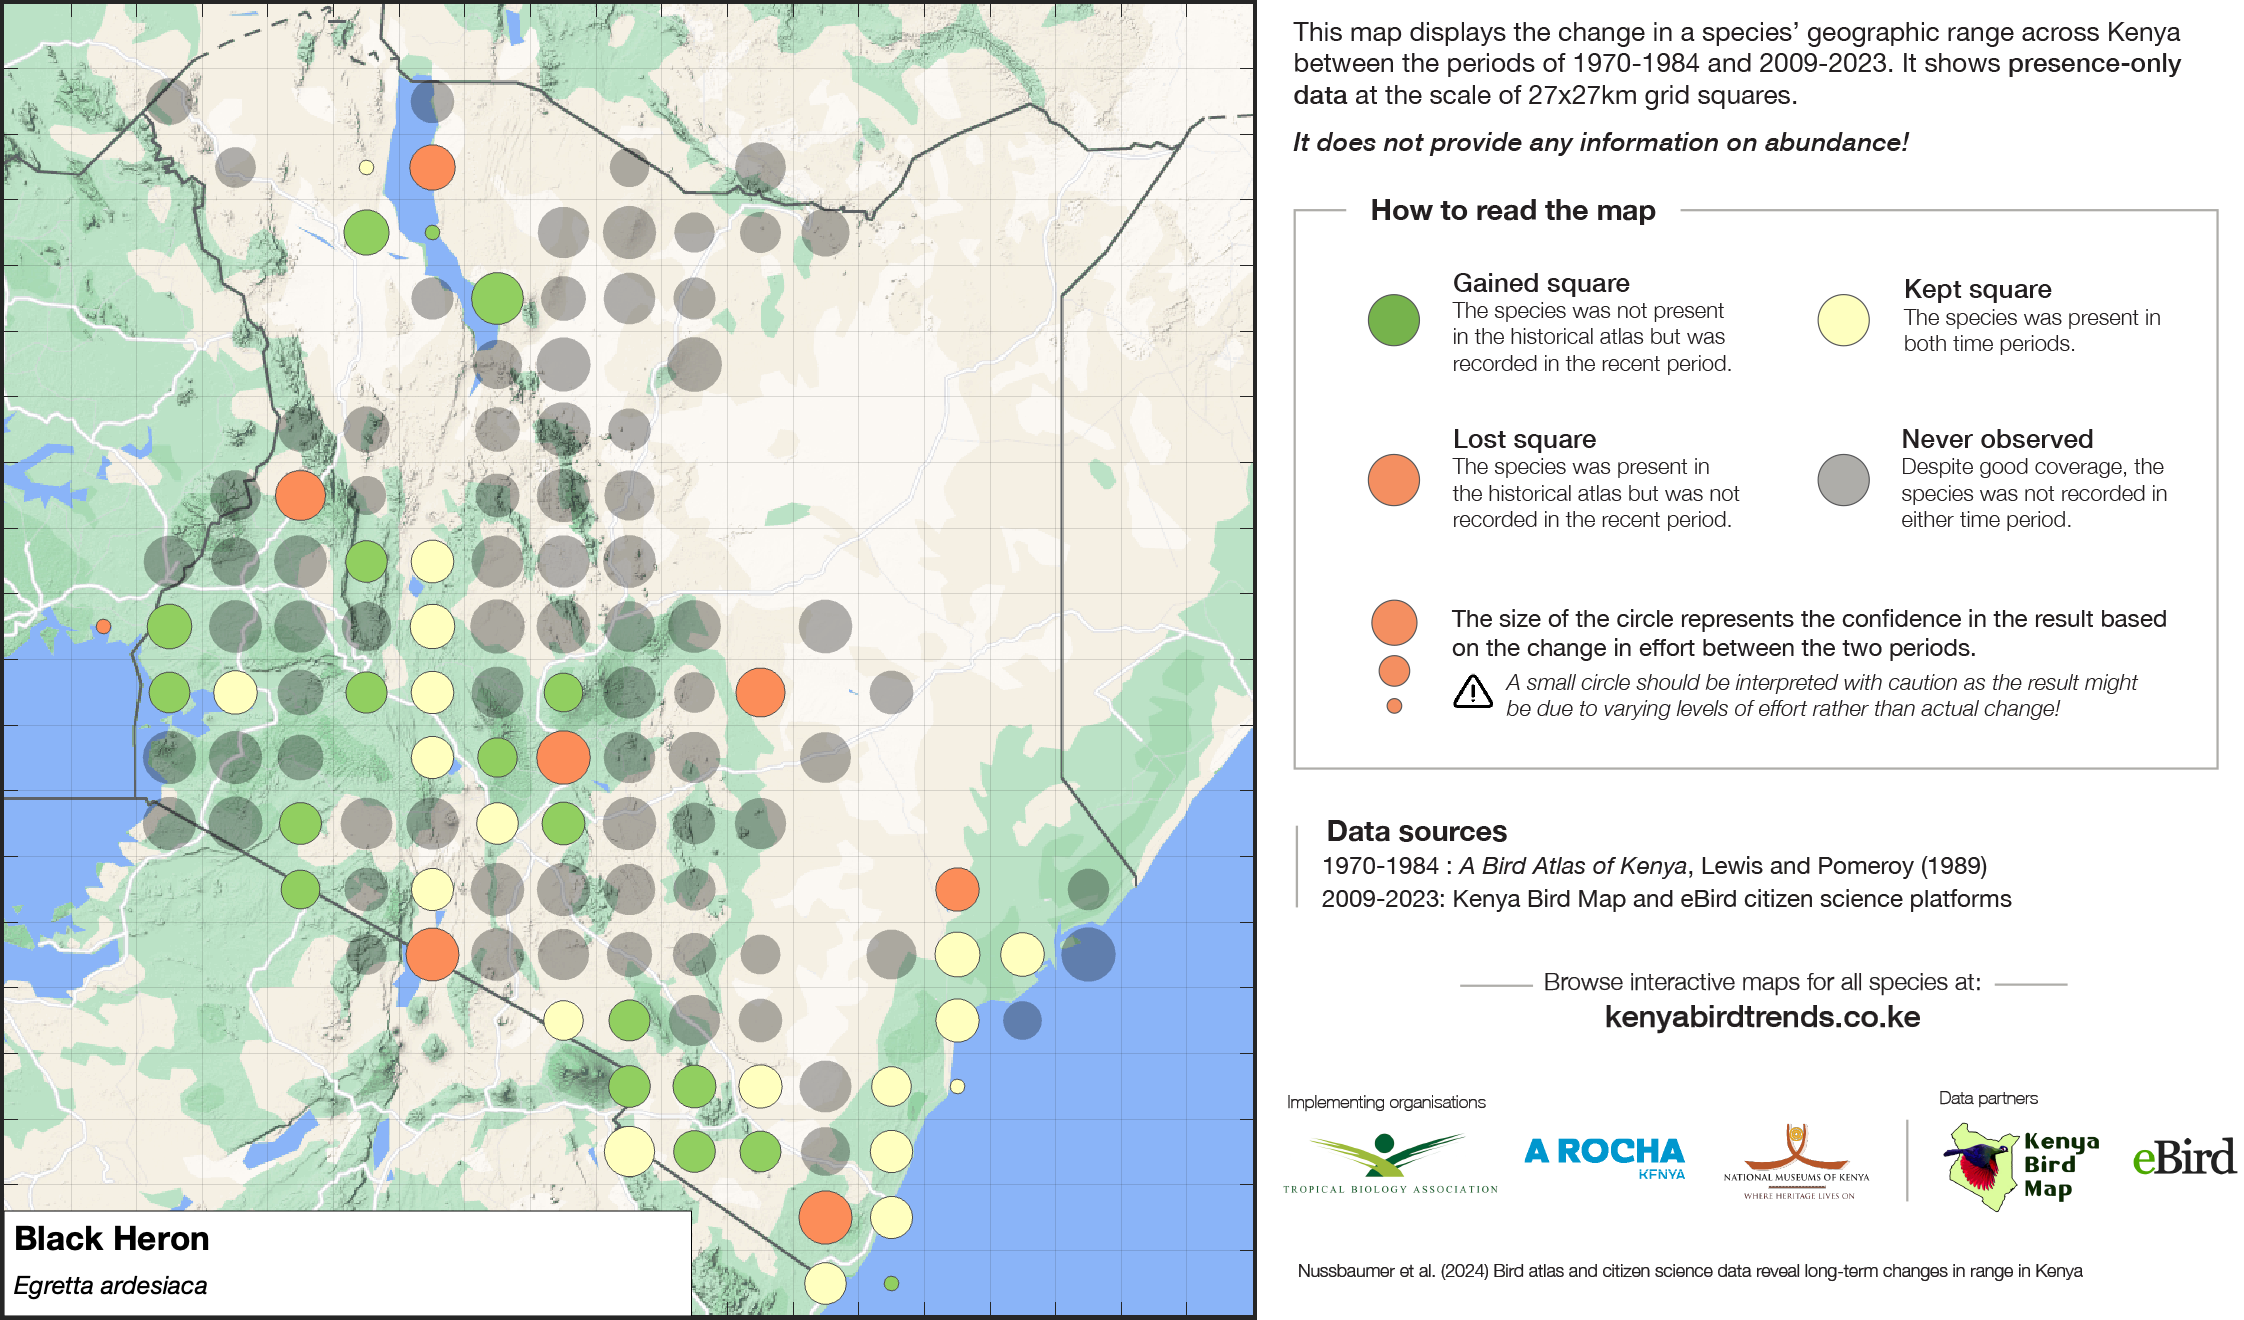 This map displays the change in a species’ geographic range across Kenya
between the periods of 1970-1984 and 2009-2023. It shows presence-only
data at the scale of 27x27km grid squares.
It does not provide any information on abundance!
How to read the map
Gained square
The species was not present
in the historical atlas but was
recorded in the recent period.
Kept square
The species was present in
both time periods.
Lost square
The species was present in
the historical atlas but was not
recorded in the recent period.
Never observed
Despite good coverage, the
species was not recorded in
either time period.
The size of the circle represents the confidence in the result based
on the change in effort between the two periods.
A small circle should be interpreted with caution as the result might
be due to varying levels of effort rather than actual change!
Data sources
1970-1984 : A Bird Atlas of Kenya, Lewis and Pomeroy (1989)
2009-2023: Kenya Bird Map and eBird citizen science platforms
Browse interactive maps for all species at:
kenyabirdtrends.co.ke
Implementing organisations
Data partners
TROPICAL BIOLOGY ASSOCIATION
A ROCHA
KENYA
NATIONAL MUSEUMS OF KENYA
WHERE HERITAGE LIVES ON
Kenya
Bird
Map
eBird
Nussbaumer et al. (2024) Bird atlas and citizen science data reveal long-term changes in range in Kenya
Black Heron
Egretta ardesiaca